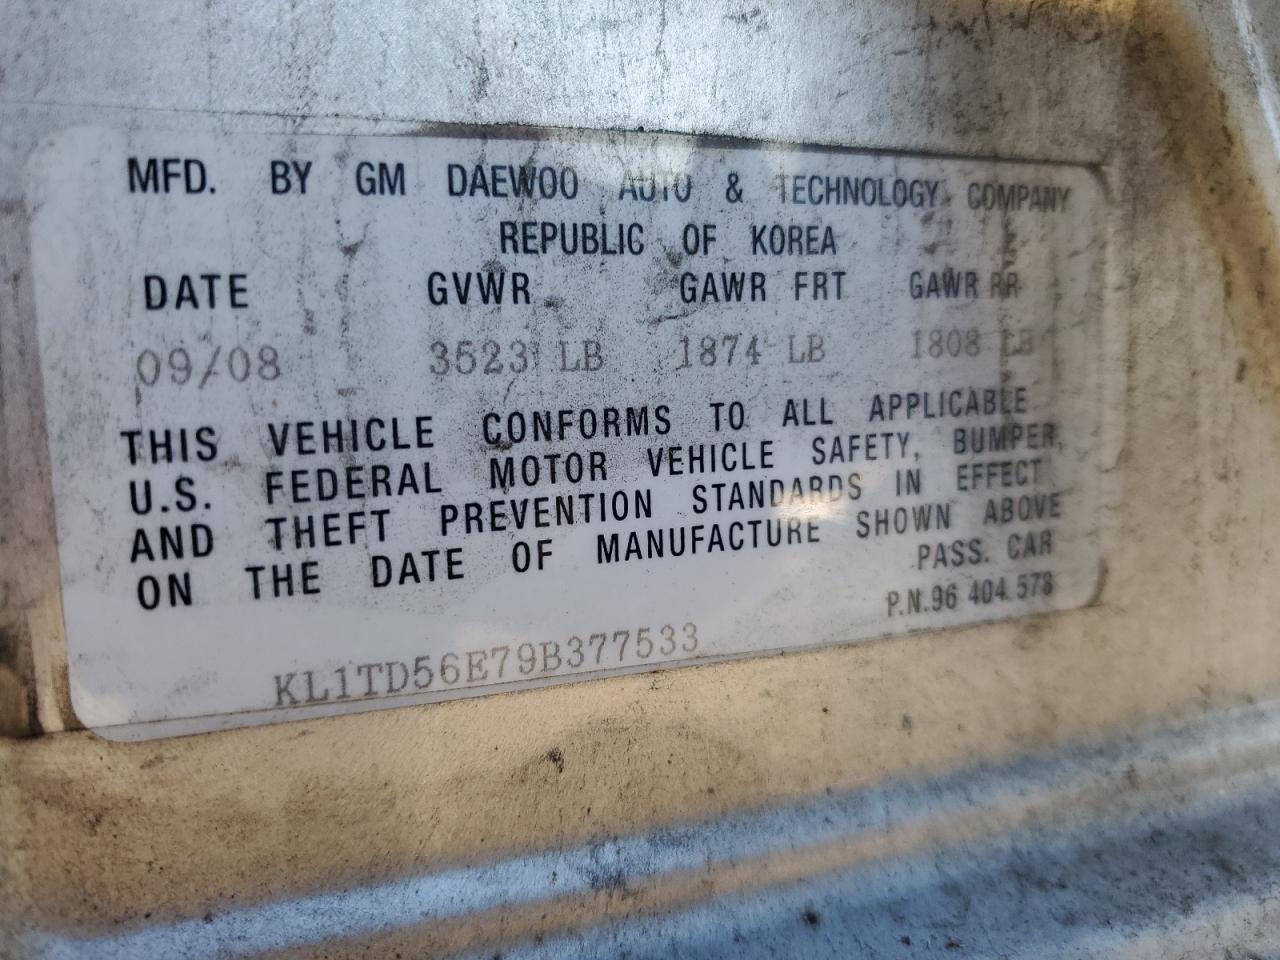 MFD. BY GM DAEWOO AUTO & TECHNOLOGY COMPANY
REPUBLIC OF KOREA
DATE GVWR GAWR FRT GAWR RR
09/08 3523 LB 1874 LB 1808 LB
THIS VEHICLE CONFORMS TO ALL APPLICABLE
U.S. FEDERAL MOTOR VEHICLE SAFETY, BUMPER,
AND THEFT PREVENTION STANDARDS IN EFFECT
ON THE DATE OF MANUFACTURE SHOWN ABOVE
PASS. CAR
P.N.96 404 578
KL1TD56E79B377533